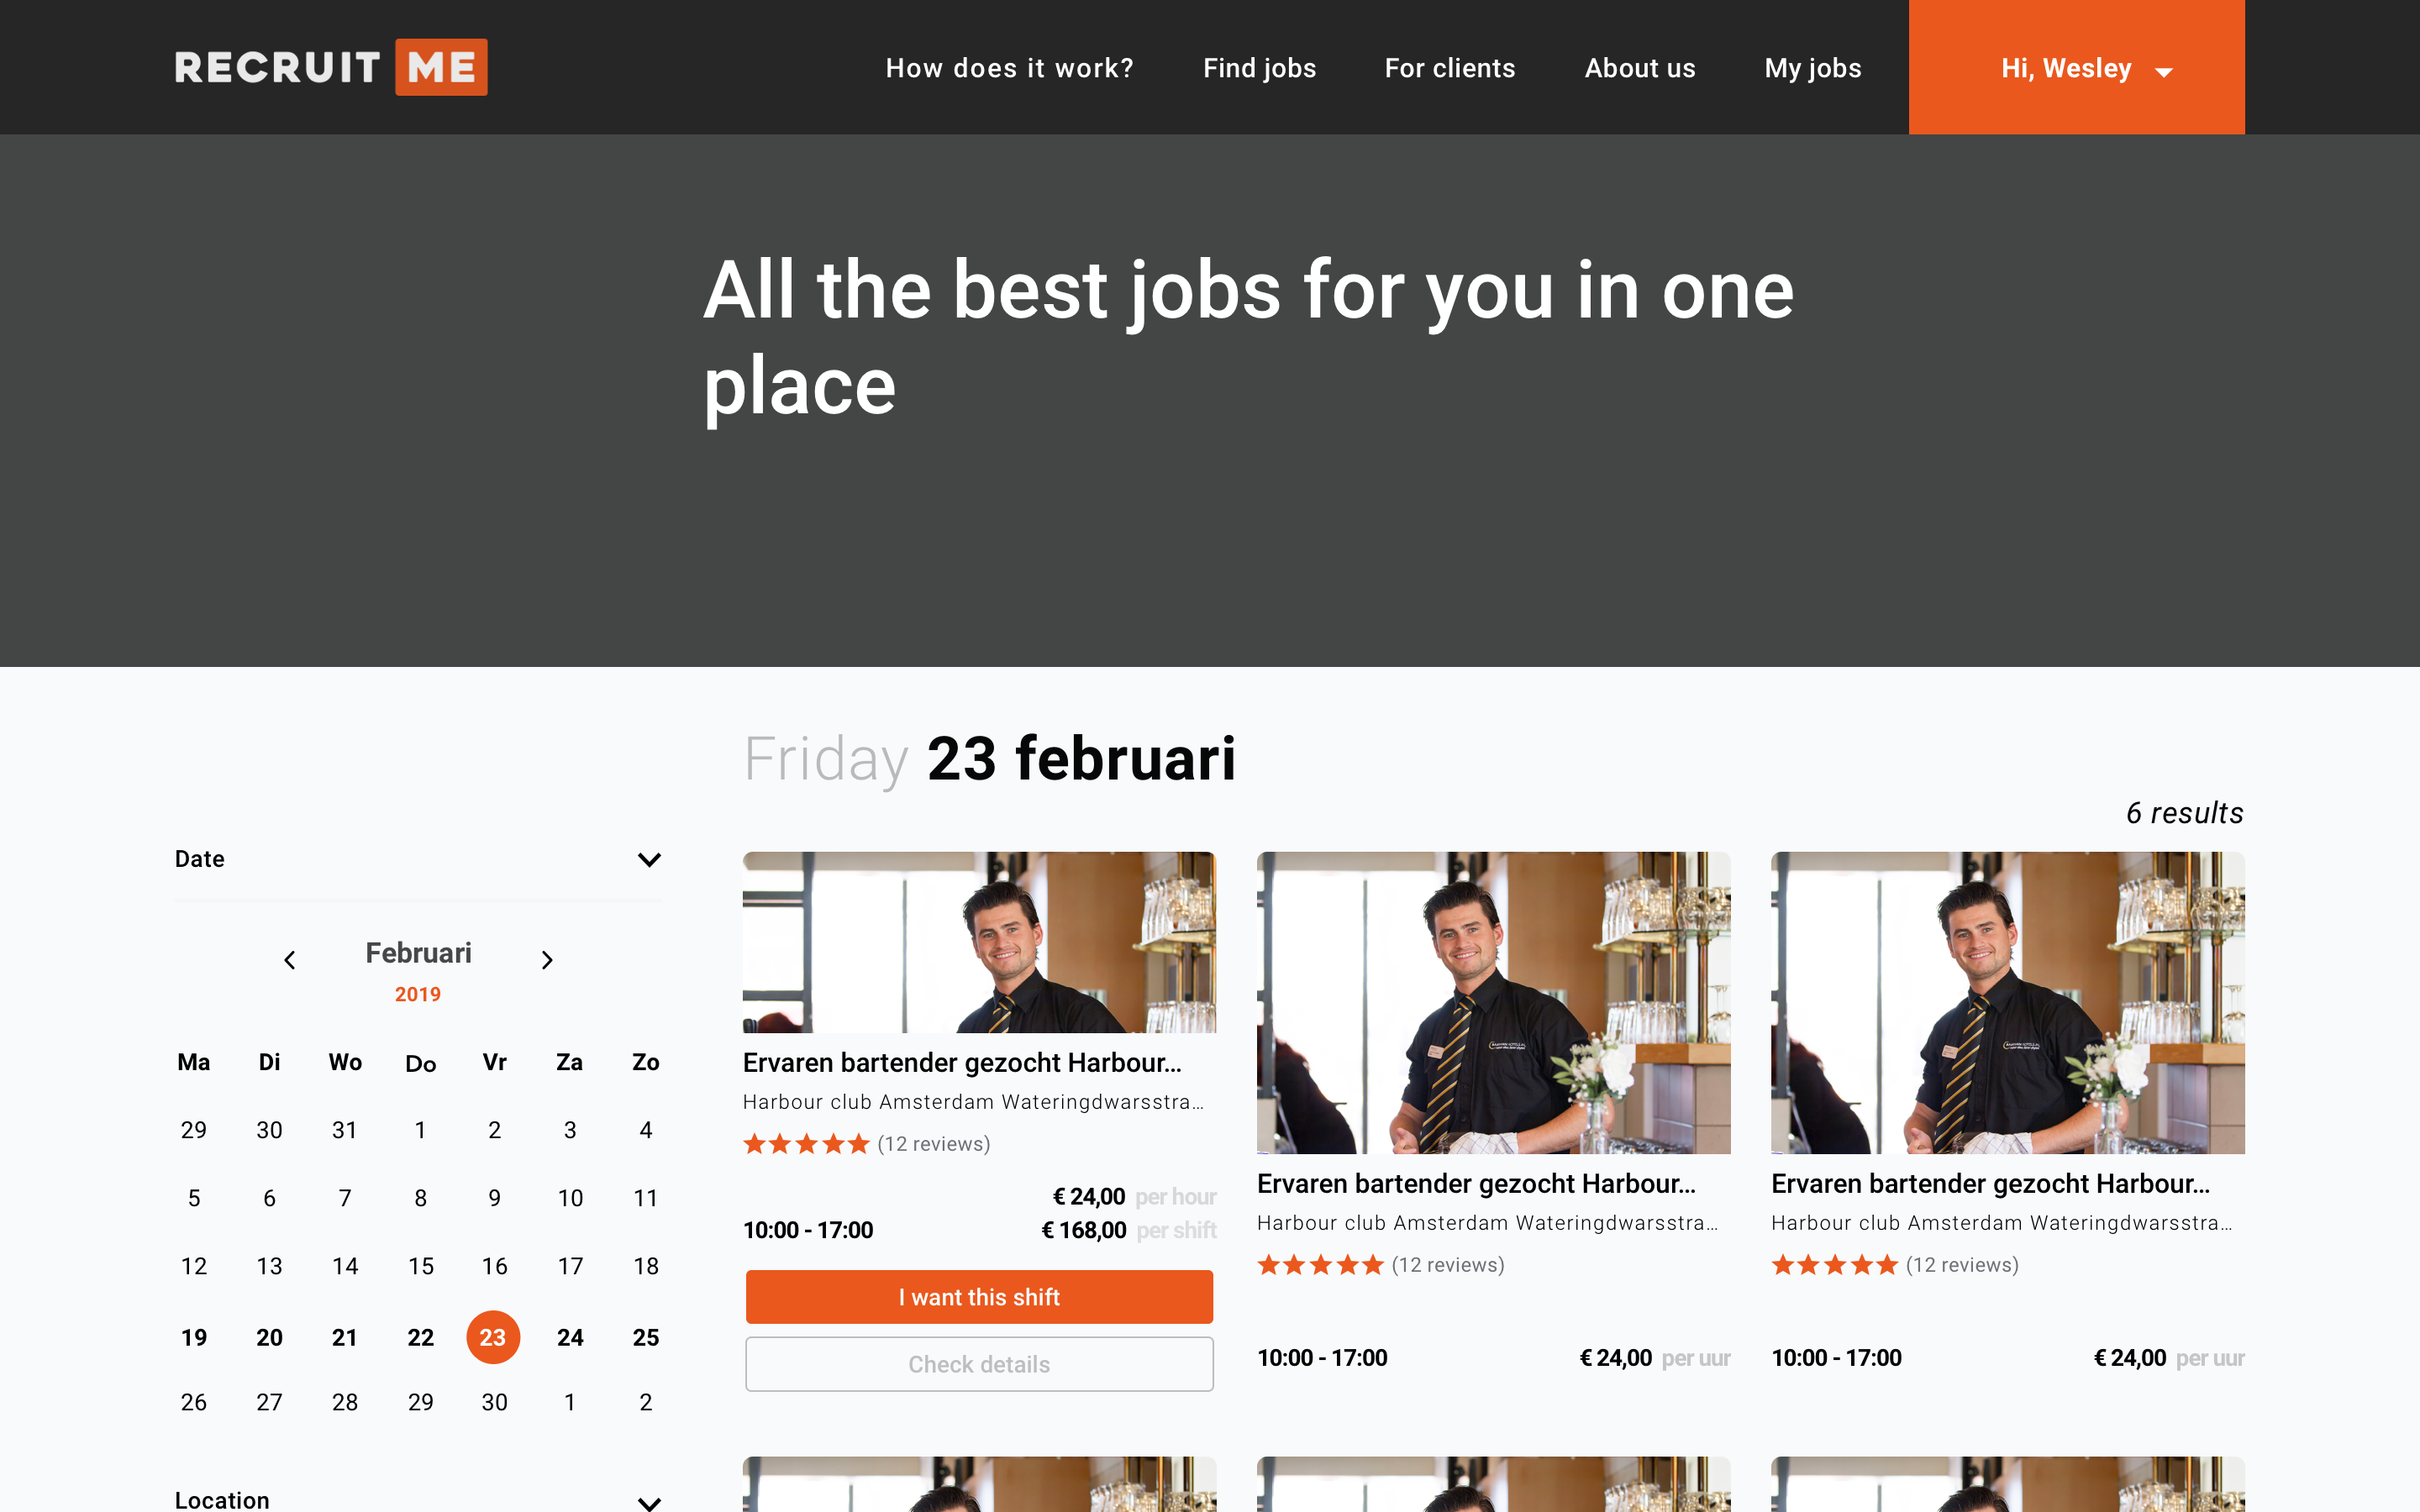 RECRUIT ME
How does it work?
Find jobs
For clients
About us
My jobs
Hi, Wesley
All the best jobs for you in one
place
Friday 23 februari
6 results
Date
Februari
2019
Ma Di Wo Do Vr Za Zo
29 30 31 1 2 3 4
5 6 7 8 9 10 11
12 13 14 15 16 17 18
19 20 21 22 23 24 25
26 27 28 29 30 1 2
Location
Ervaren bartender gezocht Harbour...
Harbour club Amsterdam Wateringdwarsstra...
(12 reviews)
€ 24,00 per hour
10:00 - 17:00 € 168,00 per shift
I want this shift
Check details
Ervaren bartender gezocht Harbour...
Harbour club Amsterdam Wateringdwarsstra...
(12 reviews)
10:00 - 17:00 € 24,00 per uur
Ervaren bartender gezocht Harbour...
Harbour club Amsterdam Wateringdwarsstra...
(12 reviews)
10:00 - 17:00 € 24,00 per uur